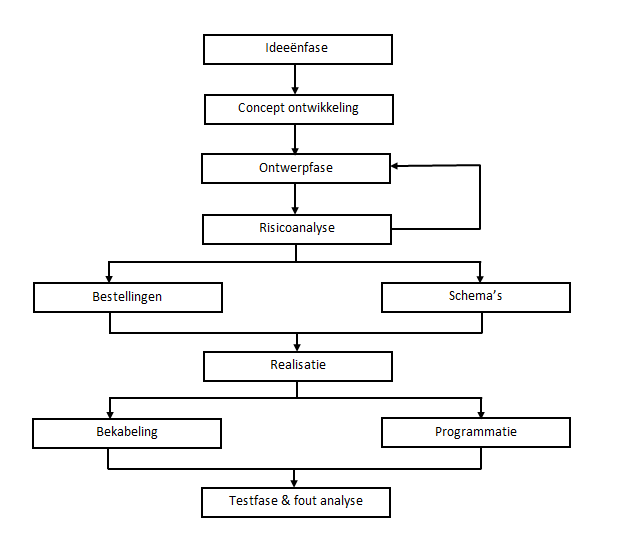 Ideeënfase
Concept ontwikkeling
Ontwerpfase
Risicoanalyse
Bestellingen
Schema's
Realisatie
Bekabeling
Programmatie
Testfase & fout analyse